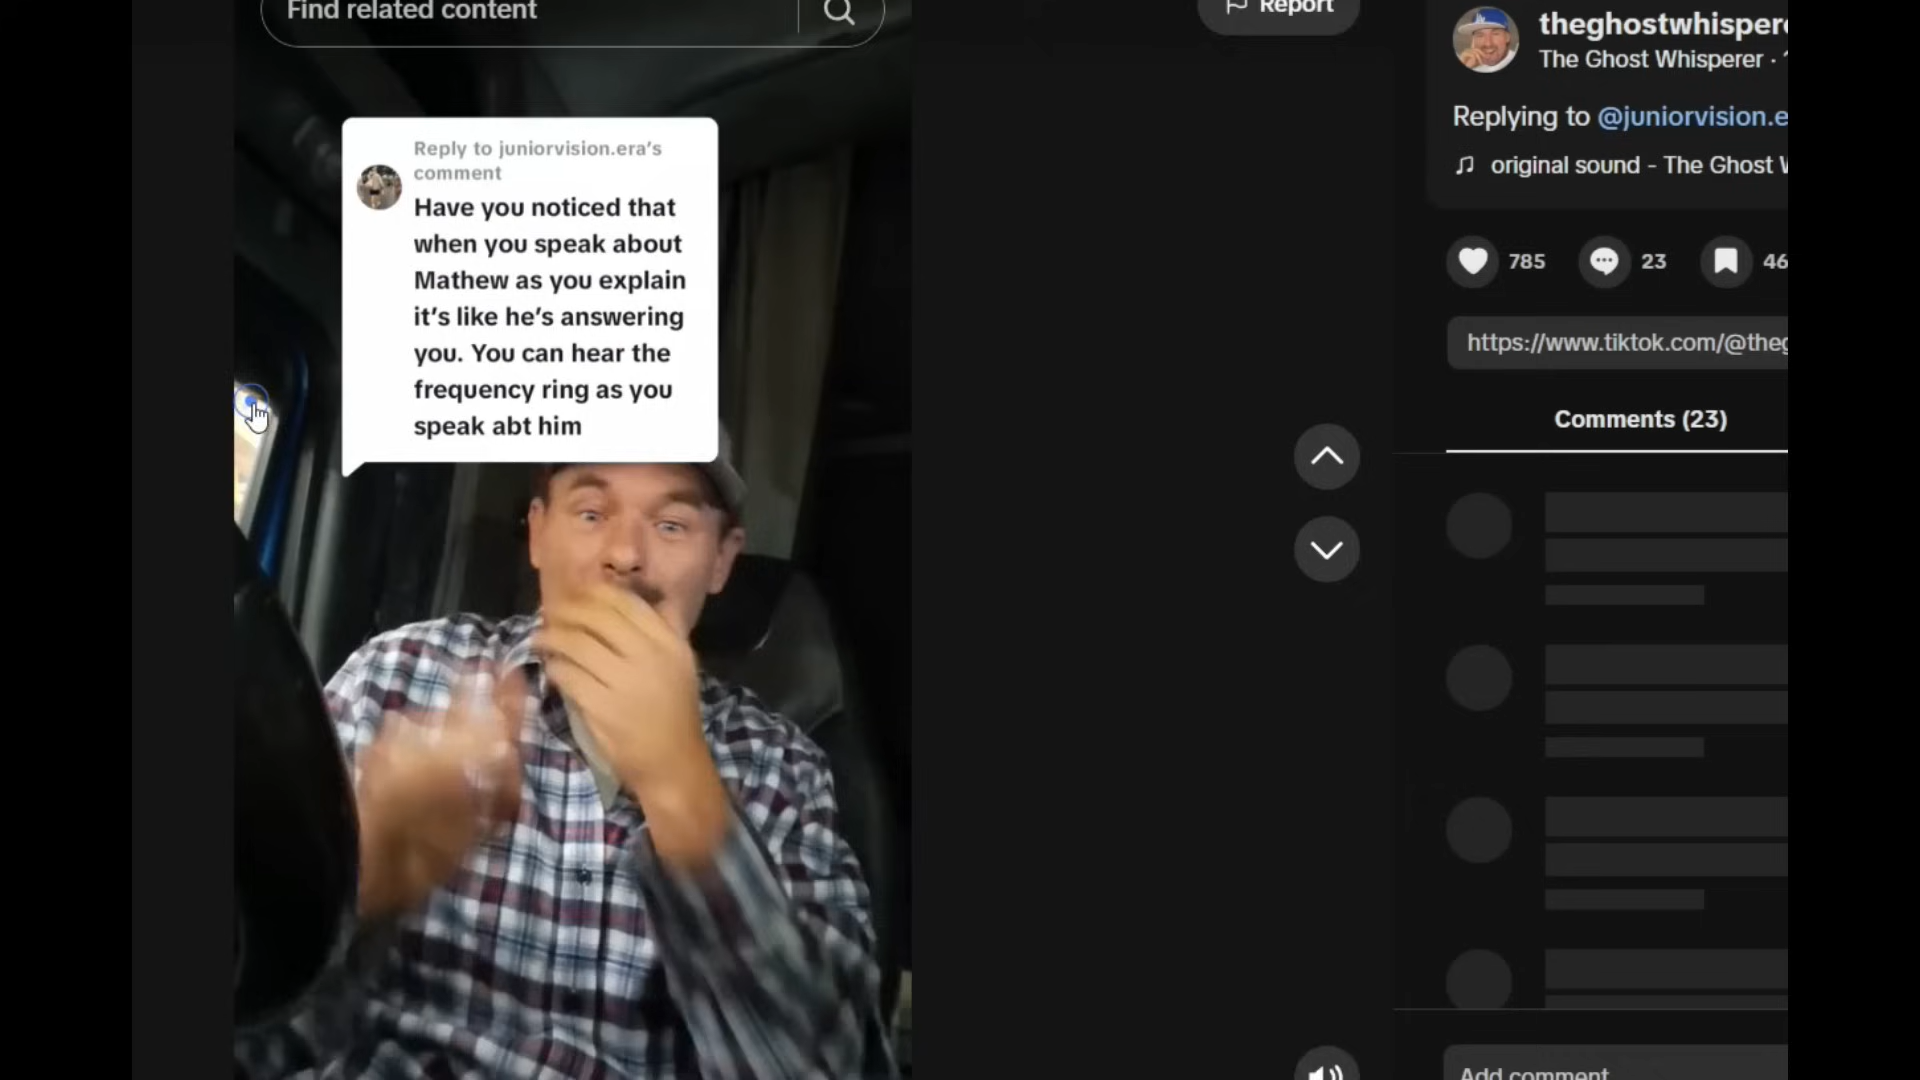 Find related content
Report
theghostwhispere
The Ghost Whisperer ·
Reply to juniorvision.era's
comment
Have you noticed that
when you speak about
Mathew as you explain
it's like he's answering
you. You can hear the
frequency ring as you
speak abt him
Replying to @juniorvision.e
original sound - The Ghost
785
23
46
https://www.tiktok.com/@theg
Comments (23)
Add comment